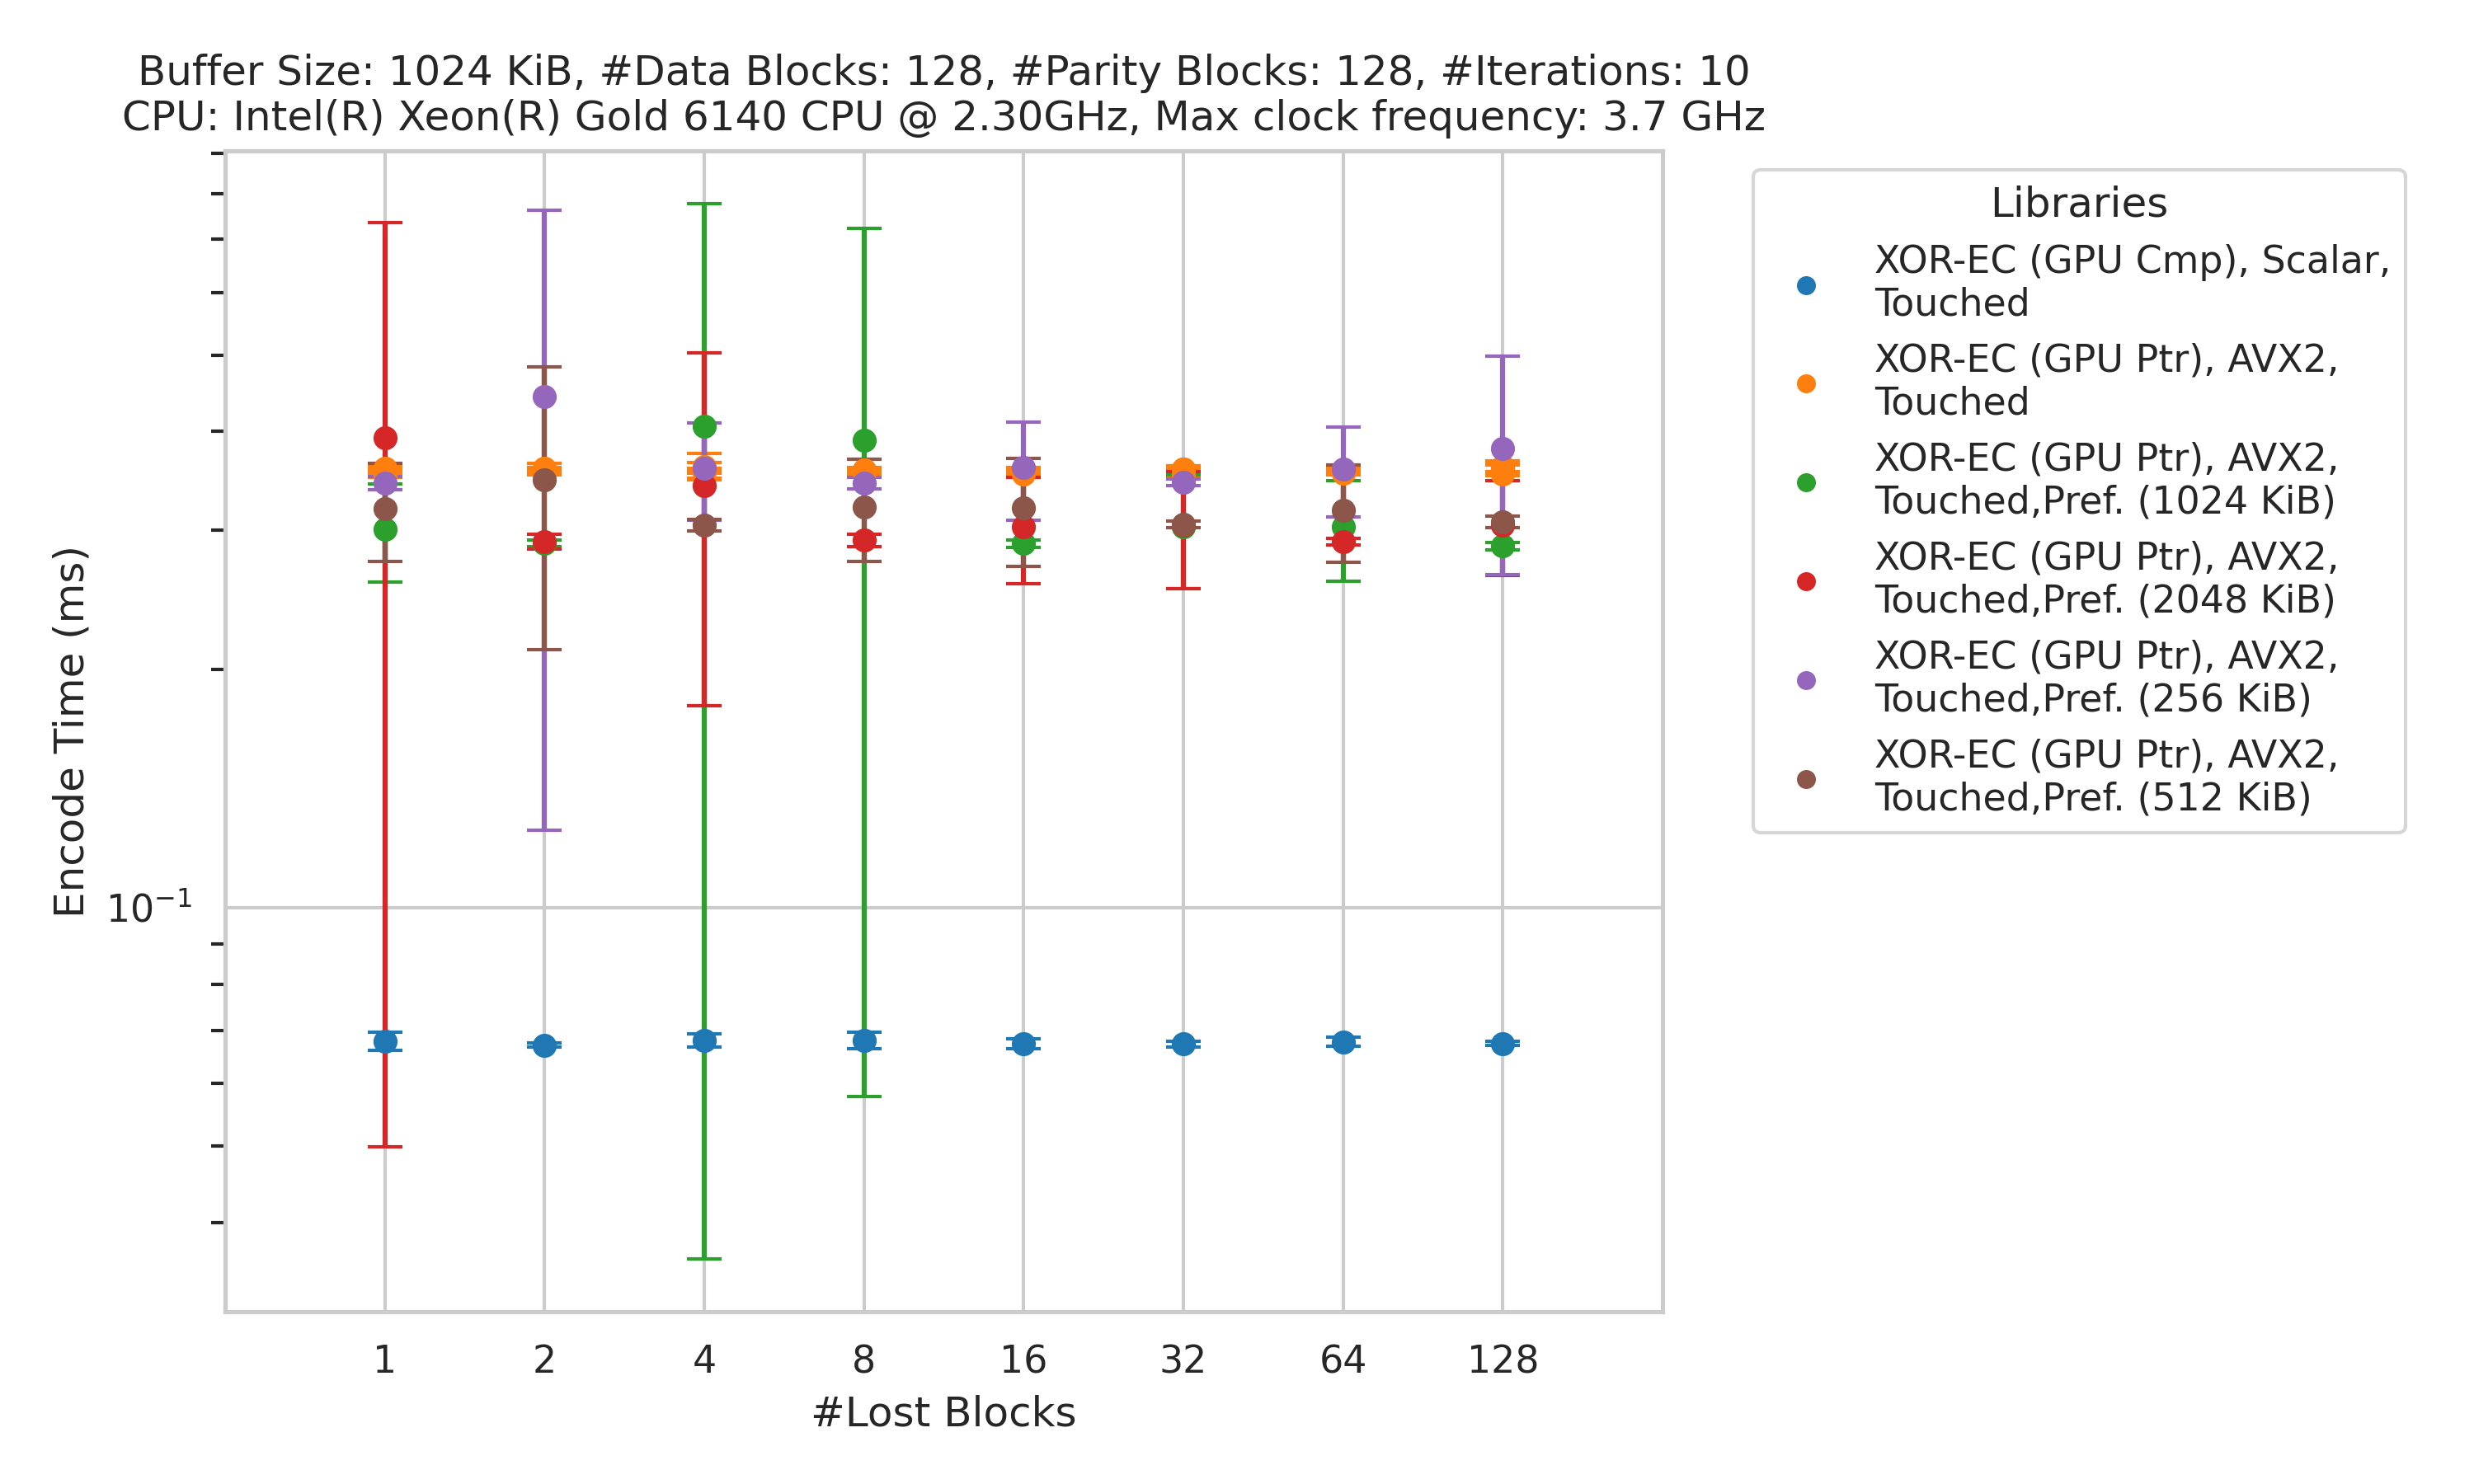 Buffer Size: 1024 KiB, #Data Blocks: 128, #Parity Blocks: 128, #Iterations: 10
CPU: Intel(R) Xeon(R) Gold 6140 CPU @ 2.30GHz, Max clock frequency: 3.7 GHz
Encode Time (ms)
10⁻¹
1 2 4 8 16 32 64 128
#Lost Blocks
Libraries
XOR-EC (GPU Cmp), Scalar,
Touched
XOR-EC (GPU Ptr), AVX2,
Touched
XOR-EC (GPU Ptr), AVX2,
Touched,Pref. (1024 KiB)
XOR-EC (GPU Ptr), AVX2,
Touched,Pref. (2048 KiB)
XOR-EC (GPU Ptr), AVX2,
Touched,Pref. (256 KiB)
XOR-EC (GPU Ptr), AVX2,
Touched,Pref. (512 KiB)